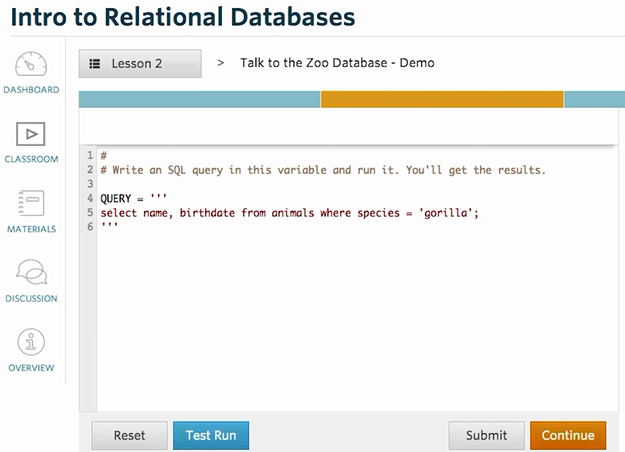 Intro to Relational Databases
Lesson 2 > Talk to the Zoo Database - Demo
DASHBOARD
CLASSROOM
MATERIALS
DISCUSSION
OVERVIEW
1 #
2 # Write an SQL query in this variable and run it. You'll get the results.
3
4 QUERY = '''
5 select name, birthdate from animals where species = 'gorilla';
6 '''
Reset Test Run Submit Continue